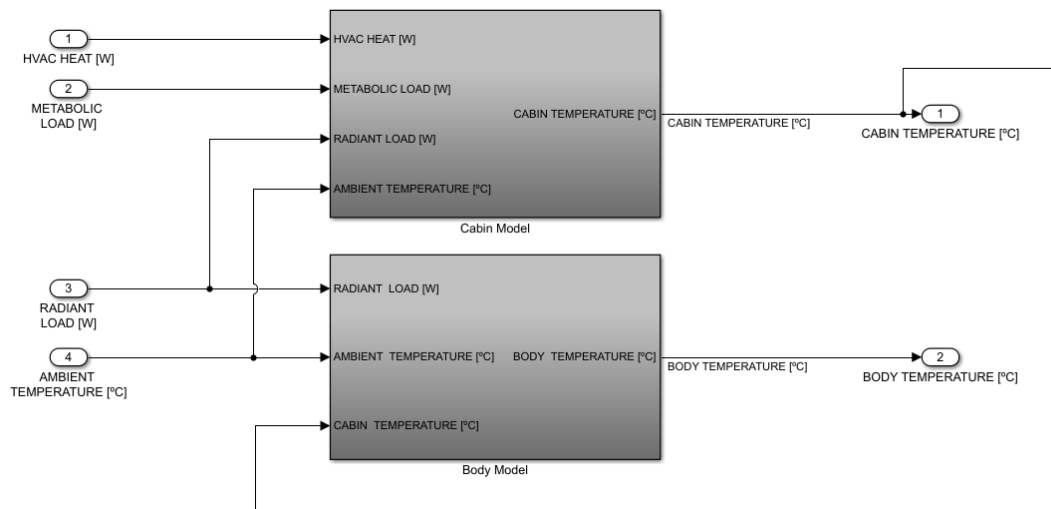 1
HVAC HEAT [W]
2
METABOLIC
LOAD [W]
HVAC HEAT [W]
METABOLIC LOAD [W]
RADIANT LOAD [W]
AMBIENT TEMPERATURE [ºC]
CABIN TEMPERATURE [ºC]
Cabin Model
CABIN TEMPERATURE [ºC]
1
CABIN TEMPERATURE [ºC]
3
RADIANT
LOAD [W]
4
AMBIENT
TEMPERATURE [ºC]
RADIANT LOAD [W]
AMBIENT TEMPERATURE [ºC]
CABIN TEMPERATURE [ºC]
BODY TEMPERATURE [ºC]
Body Model
BODY TEMPERATURE [ºC]
2
BODY TEMPERATURE [ºC]